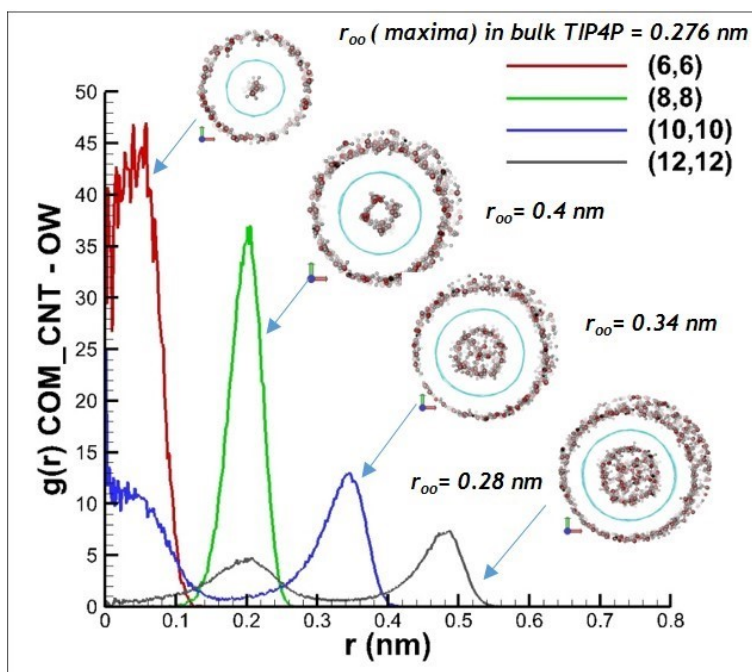 r_oo ( maxima) in bulk TIP4P = 0.276 nm
(6,6)
(8,8)
(10,10)
(12,12)
r_oo= 0.4 nm
r_oo= 0.34 nm
r_oo= 0.28 nm
g(r) COM_CNT - OW
50
45
40
35
30
25
20
15
10
5
0
0 0.1 0.2 0.3 0.4 0.5 0.6 0.7 0.8
r (nm)